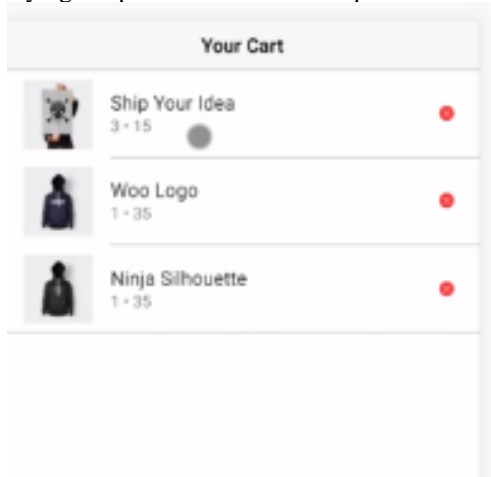 Your Cart
Ship Your Idea
3 - 15
Woo Logo
1 - 35
Ninja Silhouette
1 - 35